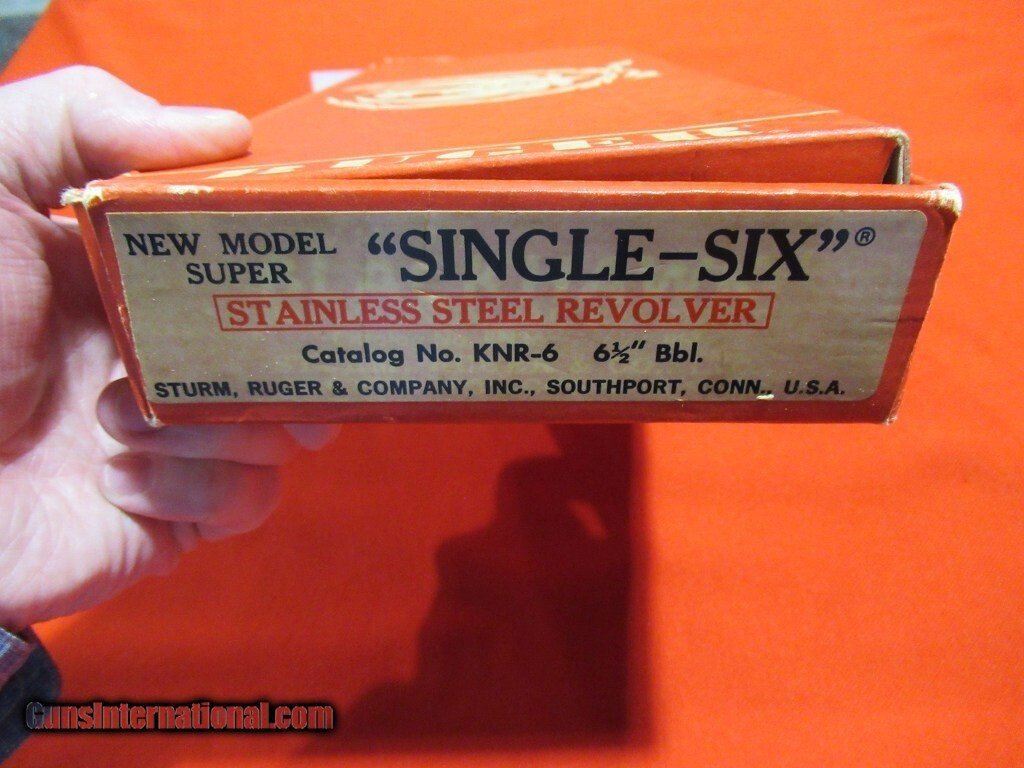 RUGER
NEW MODEL SUPER "SINGLE-SIX"®
STAINLESS STEEL REVOLVER
Catalog No. KNR-6 6½" Bbl.
STURM, RUGER & COMPANY, INC., SOUTHPORT, CONN., U.S.A.
GunsInternational.com